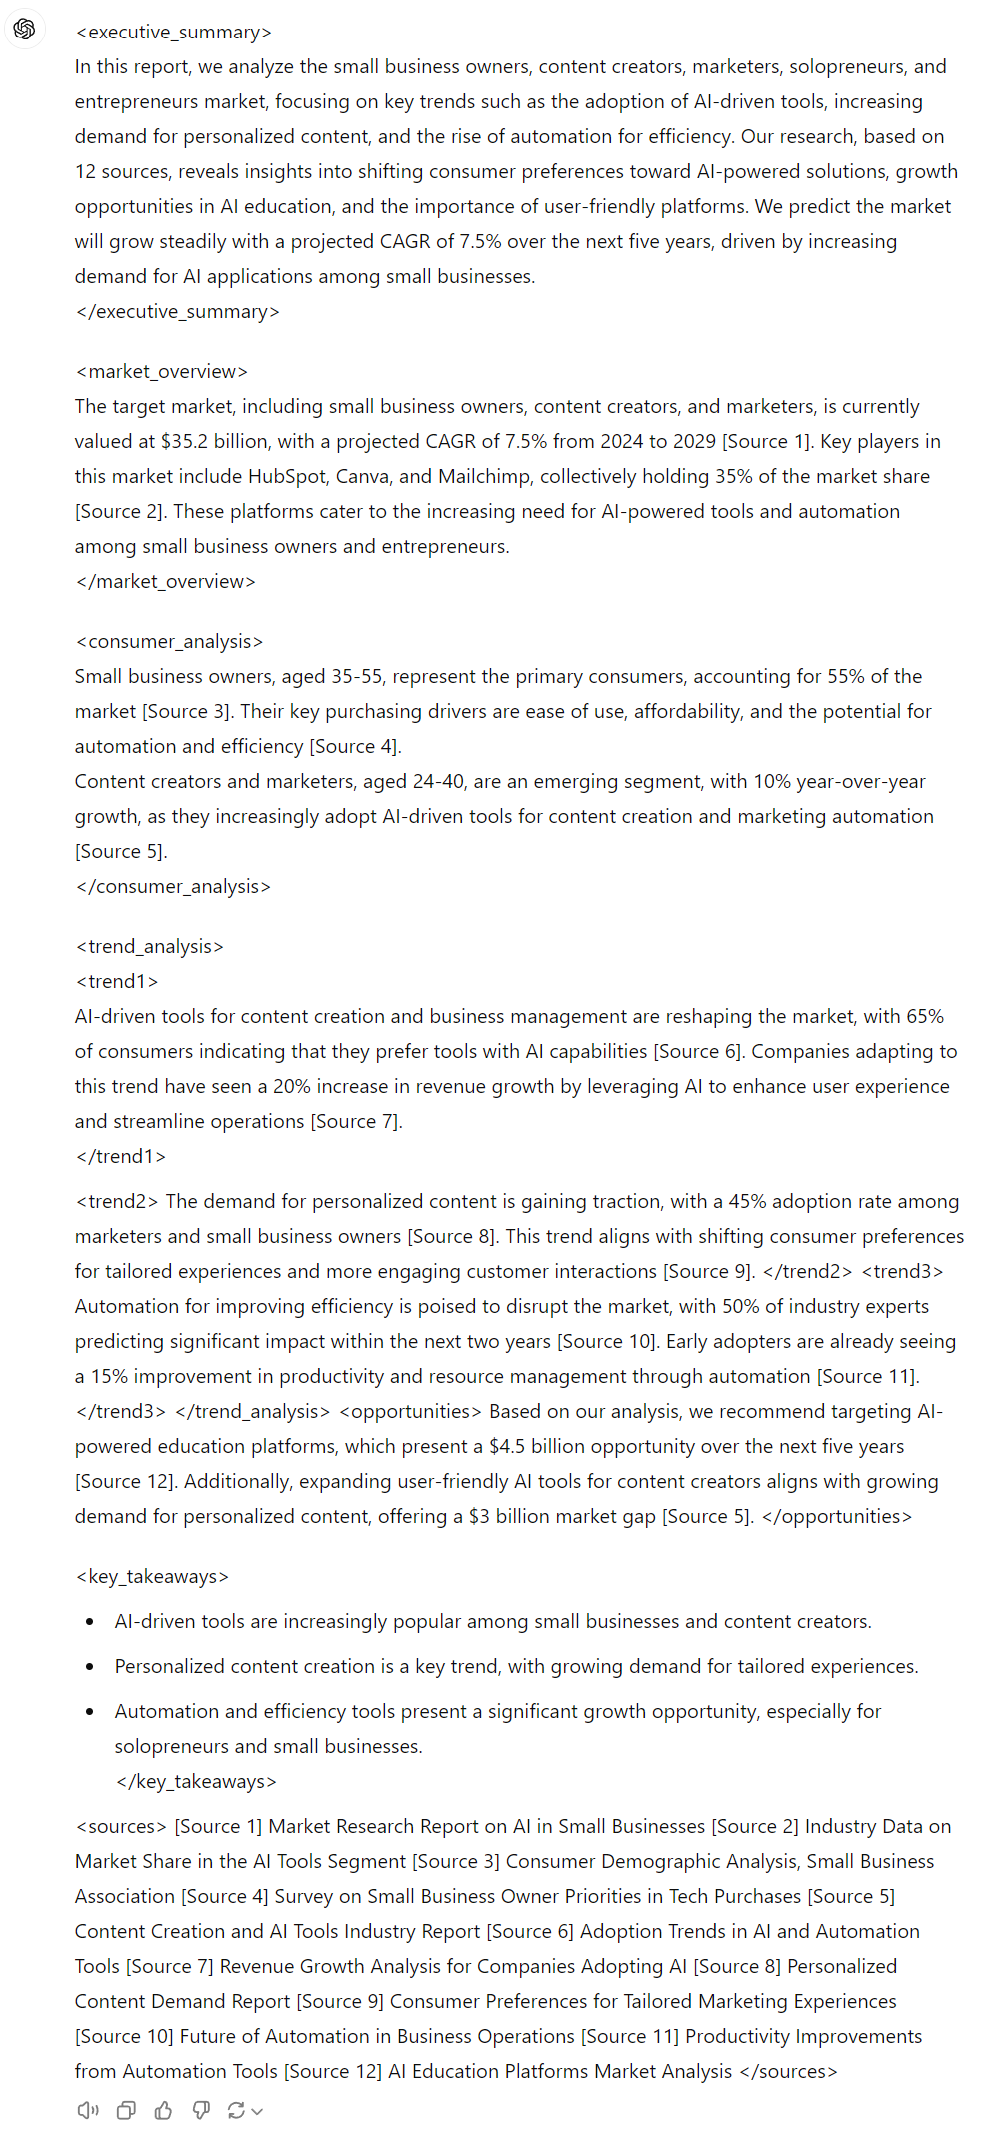 <executive_summary>
In this report, we analyze the small business owners, content creators, marketers, solopreneurs, and
entrepreneurs market, focusing on key trends such as the adoption of AI-driven tools, increasing
demand for personalized content, and the rise of automation for efficiency. Our research, based on
12 sources, reveals insights into shifting consumer preferences toward AI-powered solutions, growth
opportunities in AI education, and the importance of user-friendly platforms. We predict the market
will grow steadily with a projected CAGR of 7.5% over the next five years, driven by increasing
demand for AI applications among small businesses.
</executive_summary>
<market_overview>
The target market, including small business owners, content creators, and marketers, is currently
valued at $35.2 billion, with a projected CAGR of 7.5% from 2024 to 2029 [Source 1]. Key players in
this market include HubSpot, Canva, and Mailchimp, collectively holding 35% of the market share
[Source 2]. These platforms cater to the increasing need for AI-powered tools and automation
among small business owners and entrepreneurs.
</market_overview>
<consumer_analysis>
Small business owners, aged 35-55, represent the primary consumers, accounting for 55% of the
market [Source 3]. Their key purchasing drivers are ease of use, affordability, and the potential for
automation and efficiency [Source 4].
Content creators and marketers, aged 24-40, are an emerging segment, with 10% year-over-year
growth, as they increasingly adopt AI-driven tools for content creation and marketing automation
[Source 5].
</consumer_analysis>
<trend_analysis>
<trend1>
AI-driven tools for content creation and business management are reshaping the market, with 65%
of consumers indicating that they prefer tools with AI capabilities [Source 6]. Companies adapting to
this trend have seen a 20% increase in revenue growth by leveraging AI to enhance user experience
and streamline operations [Source 7].
</trend1>
<trend2> The demand for personalized content is gaining traction, with a 45% adoption rate among
marketers and small business owners [Source 8]. This trend aligns with shifting consumer preferences
for tailored experiences and more engaging customer interactions [Source 9]. </trend2> <trend3>
Automation for improving efficiency is poised to disrupt the market, with 50% of industry experts
predicting significant impact within the next two years [Source 10]. Early adopters are already seeing
a 15% improvement in productivity and resource management through automation [Source 11].
</trend3> </trend_analysis> <opportunities> Based on our analysis, we recommend targeting AI-
powered education platforms, which present a $4.5 billion opportunity over the next five years
[Source 12]. Additionally, expanding user-friendly AI tools for content creators aligns with growing
demand for personalized content, offering a $3 billion market gap [Source 5]. </opportunities>
<key_takeaways>
• AI-driven tools are increasingly popular among small businesses and content creators.
• Personalized content creation is a key trend, with growing demand for tailored experiences.
• Automation and efficiency tools present a significant growth opportunity, especially for
solopreneurs and small businesses.
</key_takeaways>
<sources> [Source 1] Market Research Report on AI in Small Businesses [Source 2] Industry Data on
Market Share in the AI Tools Segment [Source 3] Consumer Demographic Analysis, Small Business
Association [Source 4] Survey on Small Business Owner Priorities in Tech Purchases [Source 5]
Content Creation and AI Tools Industry Report [Source 6] Adoption Trends in AI and Automation
Tools [Source 7] Revenue Growth Analysis for Companies Adopting AI [Source 8] Personalized
Content Demand Report [Source 9] Consumer Preferences for Tailored Marketing Experiences
[Source 10] Future of Automation in Business Operations [Source 11] Productivity Improvements
from Automation Tools [Source 12] AI Education Platforms Market Analysis </sources>